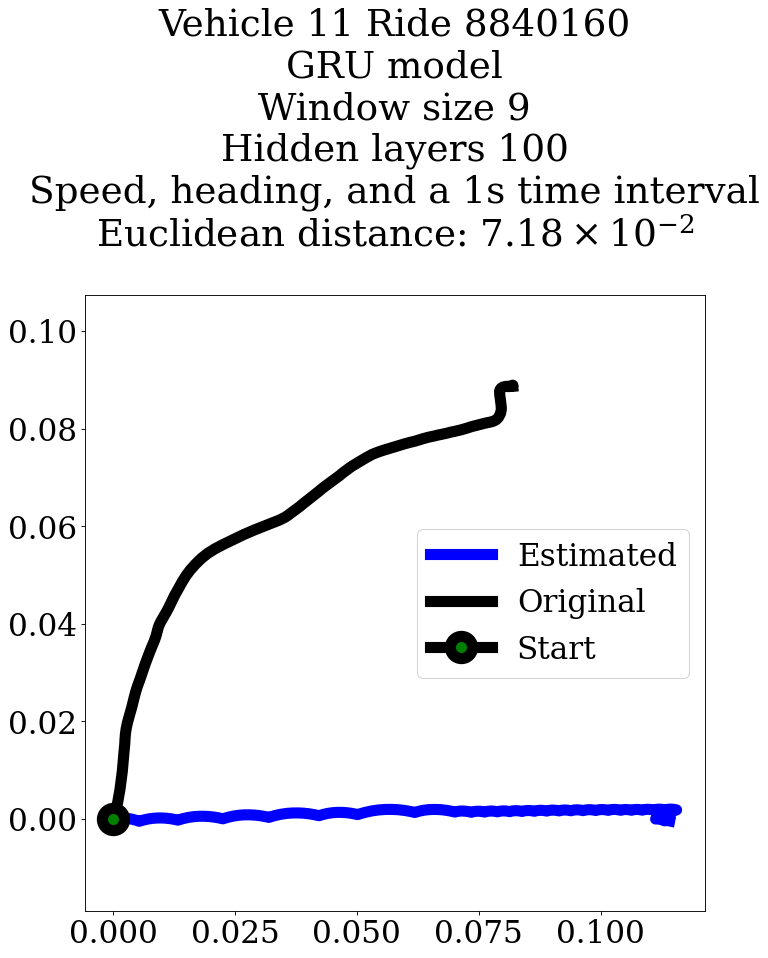 Vehicle 11 Ride 8840160
GRU model
Window size 9
Hidden layers 100
Speed, heading, and a 1s time interval
Euclidean distance: 7.18 × 10⁻²
0.10
0.08
0.06
0.04
0.02
0.00
Estimated
Original
Start
0.000 0.025 0.050 0.075 0.100